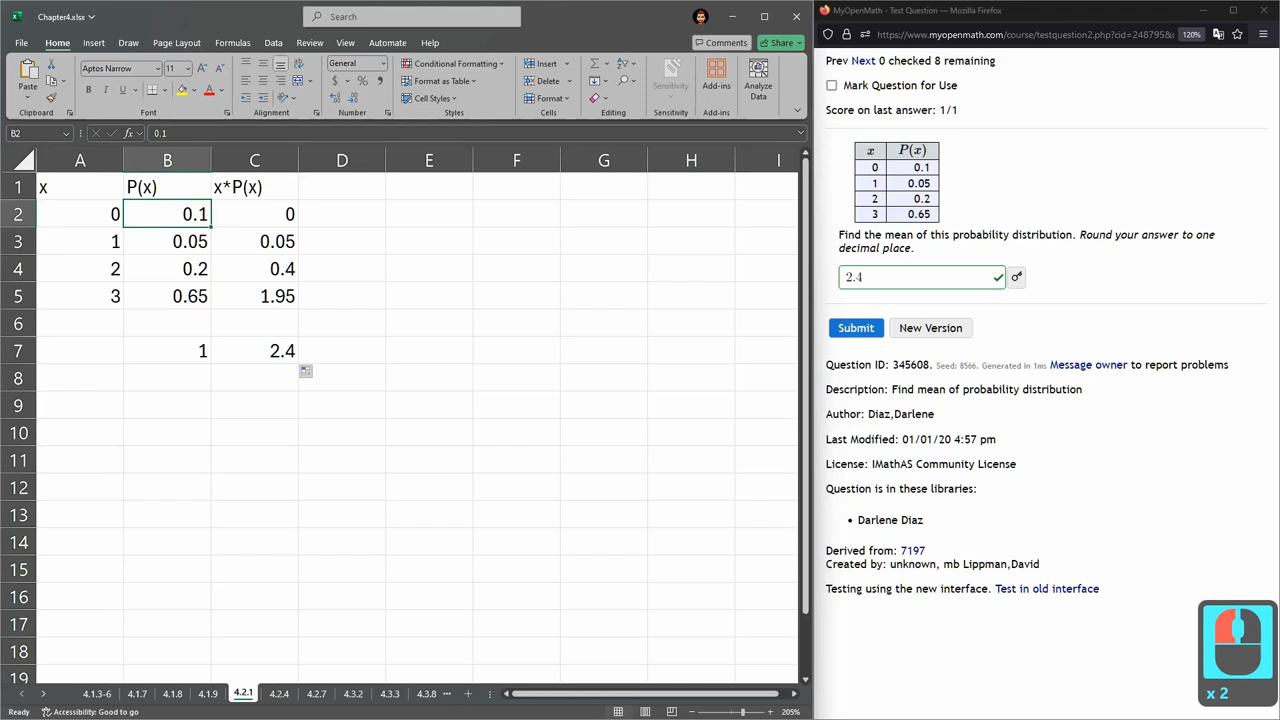 Chapter4.xlsx
Search
File Home Insert Draw Page Layout Formulas Data Review View Automate Help
Comments
Share
Paste
Clipboard
Aptos Narrow 11
B I U
Font
Alignment
General
$ % ,
Number
Conditional Formatting
Format as Table
Cell Styles
Styles
Insert
Delete
Format
Cells
Editing
Sensitivity
Sensitivity
Add-ins
Add-ins
Analyze
Data
B2 fx 0.1
A B C D E F G H I
1 x P(x) x*P(x)
2 0 0.1 0
3 1 0.05 0.05
4 2 0.2 0.4
5 3 0.65 1.95
6
7 1 2.4
8
9
10
11
12
13
14
15
16
17
18
19
4.1.3-6 4.1.7 4.1.8 4.1.9 4.2.1 4.2.4 4.2.7 4.3.2 4.3.3 4.3.8 ...
Ready Accessibility: Good to go 205%
MyOpenMath - Test Question — Mozilla Firefox
https://www.myopenmath.com/course/testquestion2.php?cid=248795& 120%
Prev Next 0 checked 8 remaining
Mark Question for Use
Score on last answer: 1/1
x P(x)
0 0.1
1 0.05
2 0.2
3 0.65
Find the mean of this probability distribution. Round your answer to one
decimal place.
2.4
Submit New Version
Question ID: 345608. Seed: 8566. Generated in 1ms Message owner to report problems
Description: Find mean of probability distribution
Author: Diaz,Darlene
Last Modified: 01/01/20 4:57 pm
License: IMathAS Community License
Question is in these libraries:
• Darlene Diaz
Derived from: 7197
Created by: unknown, mb Lippman,David
Testing using the new interface. Test in old interface
x 2